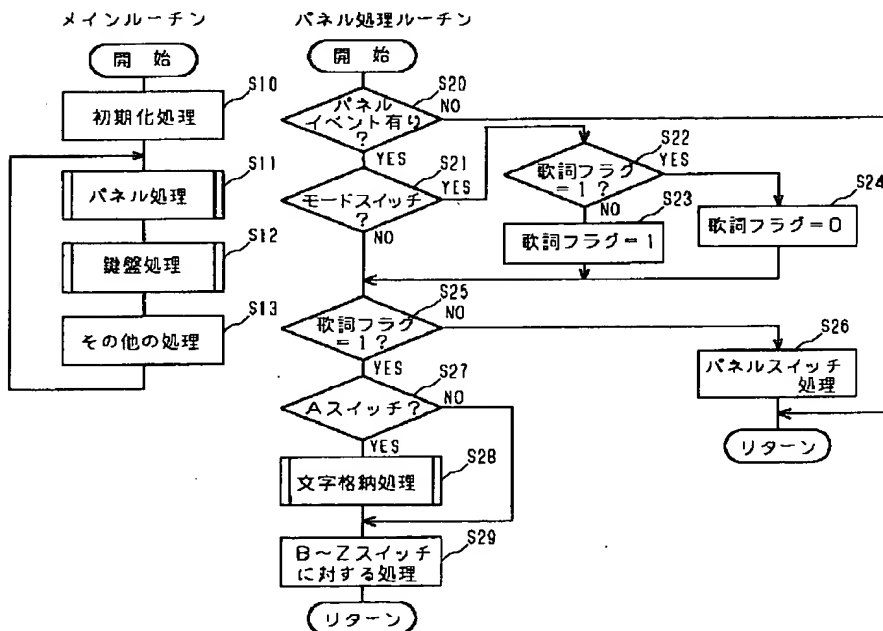 メインルーチン
開始
S10
初期化処理
S11
パネル処理
S12
鍵盤処理
S13
その他の処理
パネル処理ルーチン
開始
S20
パネル
イベント有り
?
NO
YES
S21
モードスイッチ
?
YES
NO
S22
歌詞フラグ
=1?
YES
NO
S23
歌詞フラグ=1
S24
歌詞フラグ=0
S25
歌詞フラグ
=1?
NO
YES
S26
パネルスイッチ
処理
リターン
S27
Aスイッチ?
NO
YES
S28
文字格納処理
S29
B~Zスイッチ
に対する処理
リターン